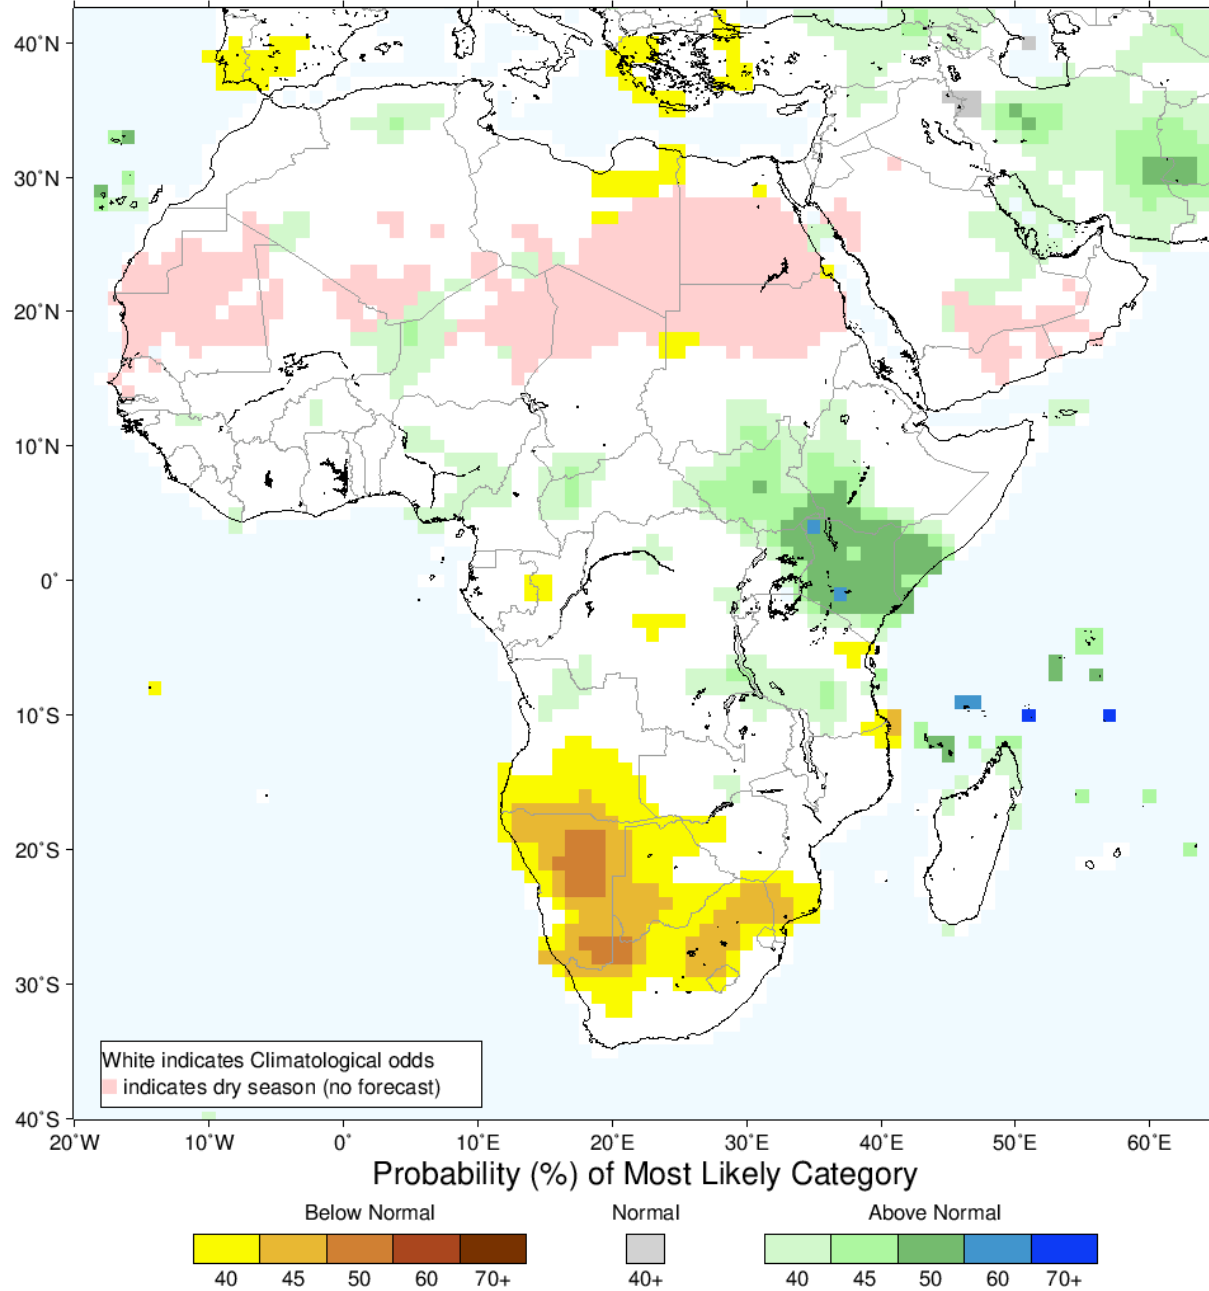 40˚N
30˚N
20˚N
10˚N
0˚
10˚S
20˚S
30˚S
40˚S
White indicates Climatological odds
indicates dry season (no forecast)
20˚W 10˚W 0˚ 10˚E 20˚E 30˚E 40˚E 50˚E 60˚E
Probability (%) of Most Likely Category
Below Normal Normal Above Normal
40 45 50 60 70+ 40+ 40 45 50 60 70+